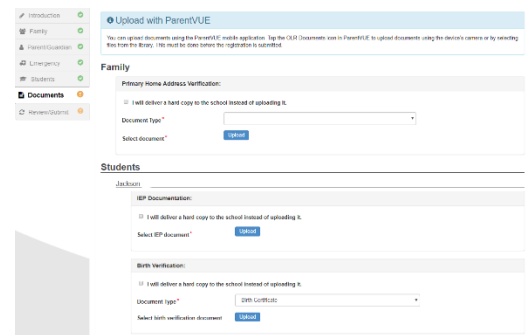 Introduction
Family
Parent/Guardian
Emergency
Students
Documents
Review/Submit
Upload with ParentVUE
You can upload documents using the ParentVUE mobile application. Tap the OLR Documents icon in ParentVUE to upload documents using the device's camera or by selecting
files from the library. This must be done before the registration is submitted.
Family
Primary Home Address Verification:
I will deliver a hard copy to the school instead of uploading it.
Document Type*
Select document*
Upload
Students
Jackson
IEP Documentation:
I will deliver a hard copy to the school instead of uploading it.
Select IEP document*
Upload
Birth Verification:
I will deliver a hard copy to the school instead of uploading it.
Document Type*
Birth Certificate
Select birth verification document
Upload